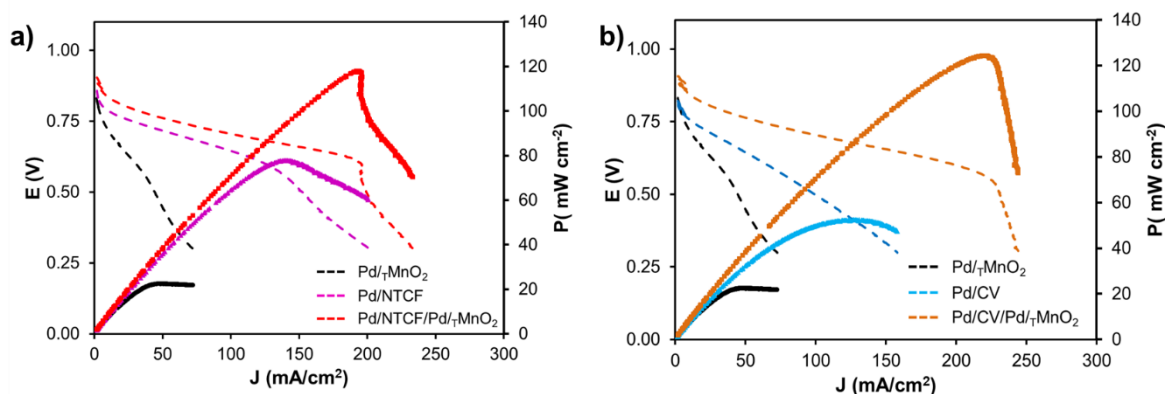 a)
E (V)
1.00
0.75
0.50
0.25
0.00
0
50
100
150
200
250
300
J (mA/cm²)
140
120
100
80
60
40
20
0
P( mW cm⁻²)
Pd/TMnO₂
Pd/NTCF
Pd/NTCF/Pd/TMnO₂
b)
E (V)
1.00
0.75
0.50
0.25
0.00
0
50
100
150
200
250
300
J (mA/cm²)
140
120
100
80
60
40
20
0
P( mW cm⁻²)
Pd/TMnO₂
Pd/CV
Pd/CV/Pd/TMnO₂